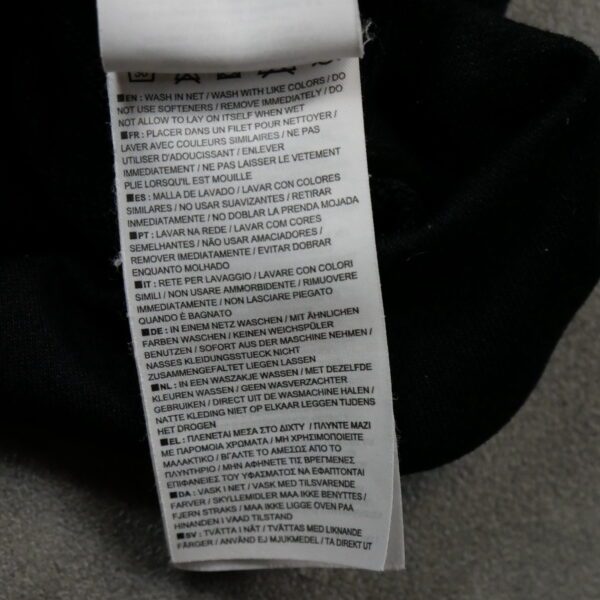 30
■EN : WASH IN NET / WASH WITH LIKE COLORS / DO
NOT USE SOFTENERS / REMOVE IMMEDIATELY / DO
NOT ALLOW TO LAY ON ITSELF WHEN WET
■FR : PLACER DANS UN FILET POUR NETTOYER /
LAVER AVEC COULEURS SIMILAIRES / NE PAS
UTILISER D'ADOUCISSANT / ENLEVER
IMMEDIATEMENT / NE PAS LAISSER LE VETEMENT
PLIE LORSQU'IL EST MOUILLE
■ES : MALLA DE LAVADO / LAVAR CON COLORES
SIMILARES / NO USAR SUAVIZANTES / RETIRAR
INMEDIATAMENTE / NO DOBLAR LA PRENDA MOJADA
■PT : LAVAR NA REDE / LAVAR COM CORES
SEMELHANTES / NÃO USAR AMACIADORES /
REMOVER IMEDIATAMENTE / EVITAR DOBRAR
ENQUANTO MOLHADO
■IT : RETE PER LAVAGGIO / LAVARE CON COLORI
SIMILI / NON USARE AMMORBIDENTE / RIMUOVERE
IMMEDIATAMENTE / NON LASCIARE PIEGATO
QUANDO È BAGNATO
■DE : IN EINEM NETZ WASCHEN / MIT ÄHNLICHEN
FARBEN WASCHEN / KEINEN WEICHSPÜLER
BENUTZEN / SOFORT AUS DER MASCHINE NEHMEN /
NASSES KLEIDUNGSSTUECK NICHT
ZUSAMMENGEFALTET LIEGEN LASSEN
■NL : IN EEN WASZAKJE WASSEN / MET DEZELFDE
KLEUREN WASSEN / GEEN WASVERZACHTER
GEBRUIKEN / DIRECT UIT DE WASMACHINE HALEN /
NATTE KLEDING NIET OP ELKAAR LEGGEN TIJDENS
HET DROGEN
■EL : ΠΛΕΝΕΤΑΙ ΜΕΣΑ ΣΤΟ ΔΙΧΤΥ / ΠΛΥΝΤΕ ΜΑΖΙ
ΜΕ ΠΑΡΟΜΟΙΑ ΧΡΩΜΑΤΑ / ΜΗ ΧΡΗΣΙΜΟΠΟΙΕΙΤΕ
ΜΑΛΑΚΤΙΚΟ / ΒΓΑΛΤΕ ΤΟ ΑΜΕΣΩΣ ΑΠΟ ΤΟ
ΠΛΥΝΤΗΡΙΟ / ΜΗΝ ΑΦΗΝΕΤΕ ΤΙΣ ΒΡΕΓΜΕΝΕΣ
ΕΠΙΦΑΝΕΙΕΣ ΤΟΥ ΥΦΑΣΜΑΤΟΣ ΝΑ ΕΦΑΠΤΟΝΤΑΙ
■DA : VASK I NET / VASK MED TILSVARENDE
FARVER / SKYLLEMIDLER MAA IKKE BENYTTES /
FJERN STRAKS / MAA IKKE LIGGE OVEN PAA
HINANDEN I VAAD TILSTAND
■SV : TVÄTTA I NÄT / TVÄTTAS MED LIKNANDE
FÄRGER / ANVÄND EJ MJUKMEDEL / TA DIREKT UT